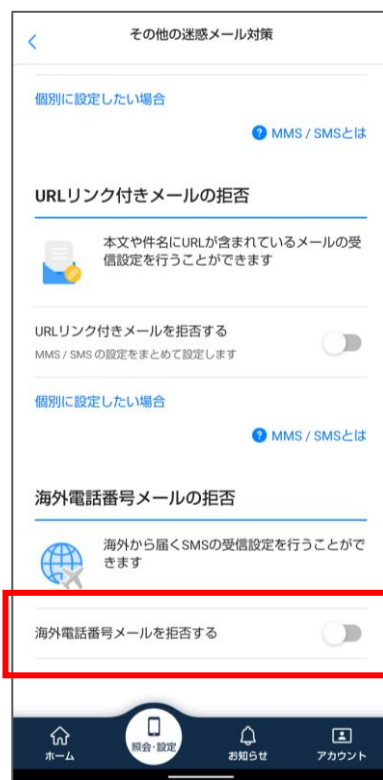 その他の迷惑メール対策
個別に設定したい場合
? MMS / SMSとは
URLリンク付きメールの拒否
本文や件名にURLが含まれているメールの受
信設定を行うことができます
URLリンク付きメールを拒否する
MMS / SMS の設定をまとめて設定します
個別に設定したい場合
? MMS / SMSとは
海外電話番号メールの拒否
海外から届くSMSの受信設定を行うことがで
きます
海外電話番号メールを拒否する
ホーム
照会・設定
お知らせ
アカウント